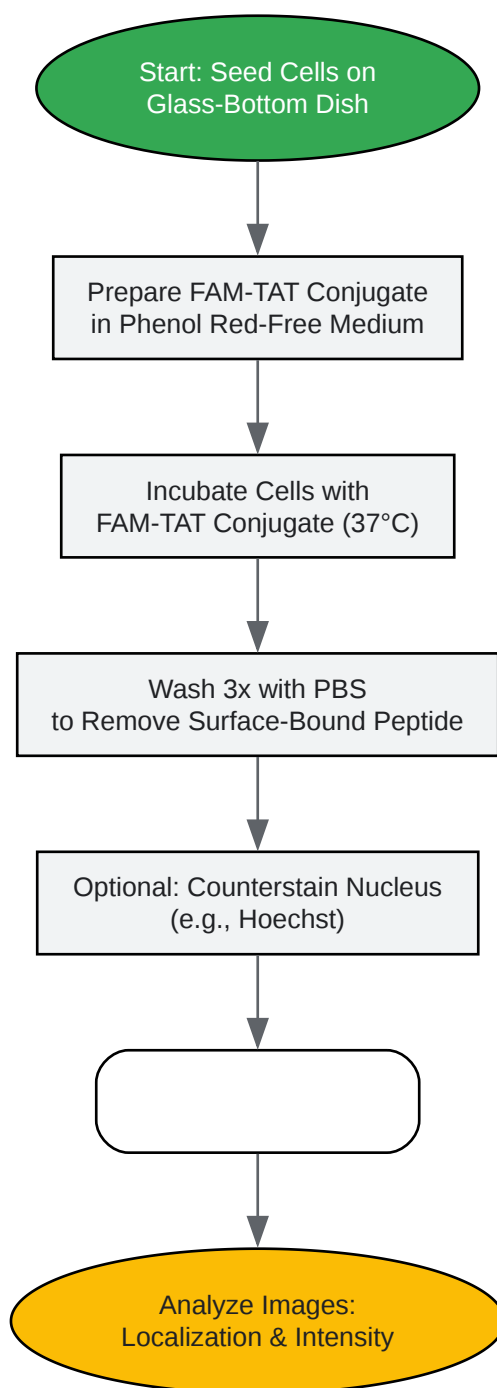 Start: Seed Cells on
Glass-Bottom Dish
Prepare FAM-TAT Conjugate
in Phenol Red-Free Medium
Incubate Cells with
FAM-TAT Conjugate (37°C)
Wash 3x with PBS
to Remove Surface-Bound Peptide
Optional: Counterstain Nucleus
(e.g., Hoechst)
Analyze Images:
Localization & Intensity